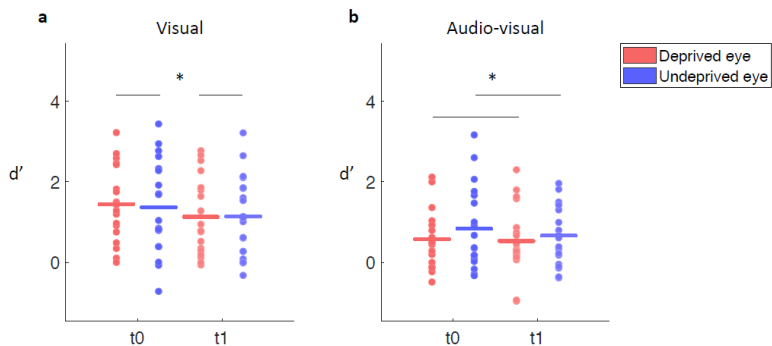 a
Visual
*
4
d’
2
0
t0 t1
b
Audio-visual
*
4
d’
2
0
t0 t1
Deprived eye
Undeprived eye